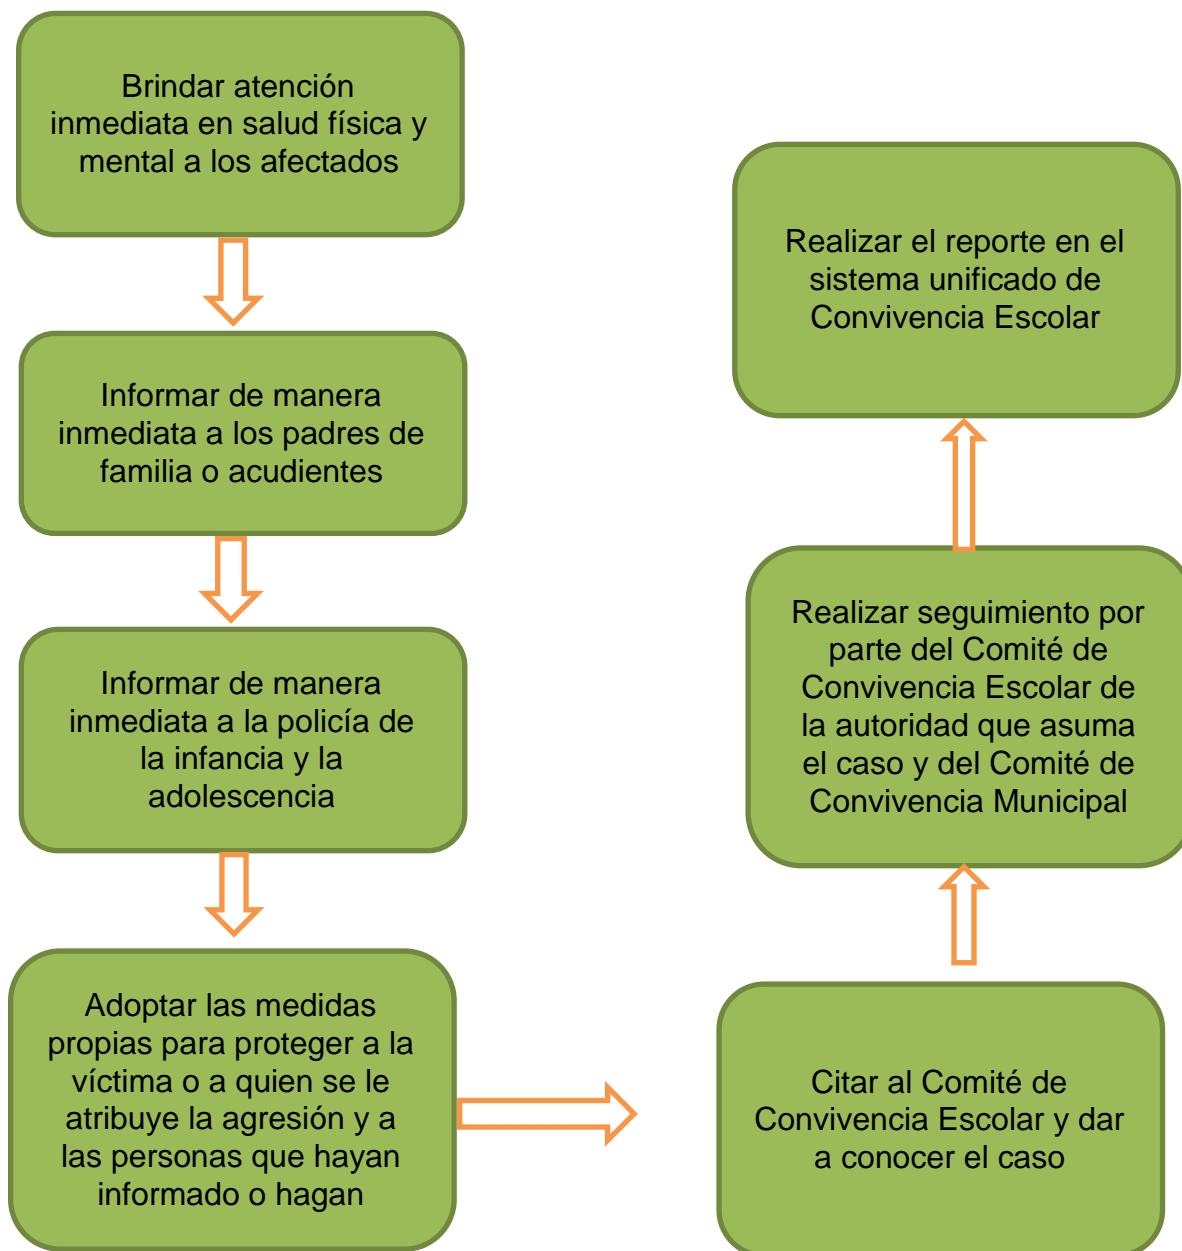 Brindar atención
inmediata en salud física y
mental a los afectados
Informar de manera
inmediata a los padres de
familia o acudientes
Informar de manera
inmediata a la policía de
la infancia y la
adolescencia
Adoptar las medidas
propias para proteger a la
víctima o a quien se le
atribuye la agresión y a
las personas que hayan
informado o hagan
Citar al Comité de
Convivencia Escolar y dar
a conocer el caso
Realizar seguimiento por
parte del Comité de
Convivencia Escolar de
la autoridad que asuma
el caso y del Comité de
Convivencia Municipal
Realizar el reporte en el
sistema unificado de
Convivencia Escolar